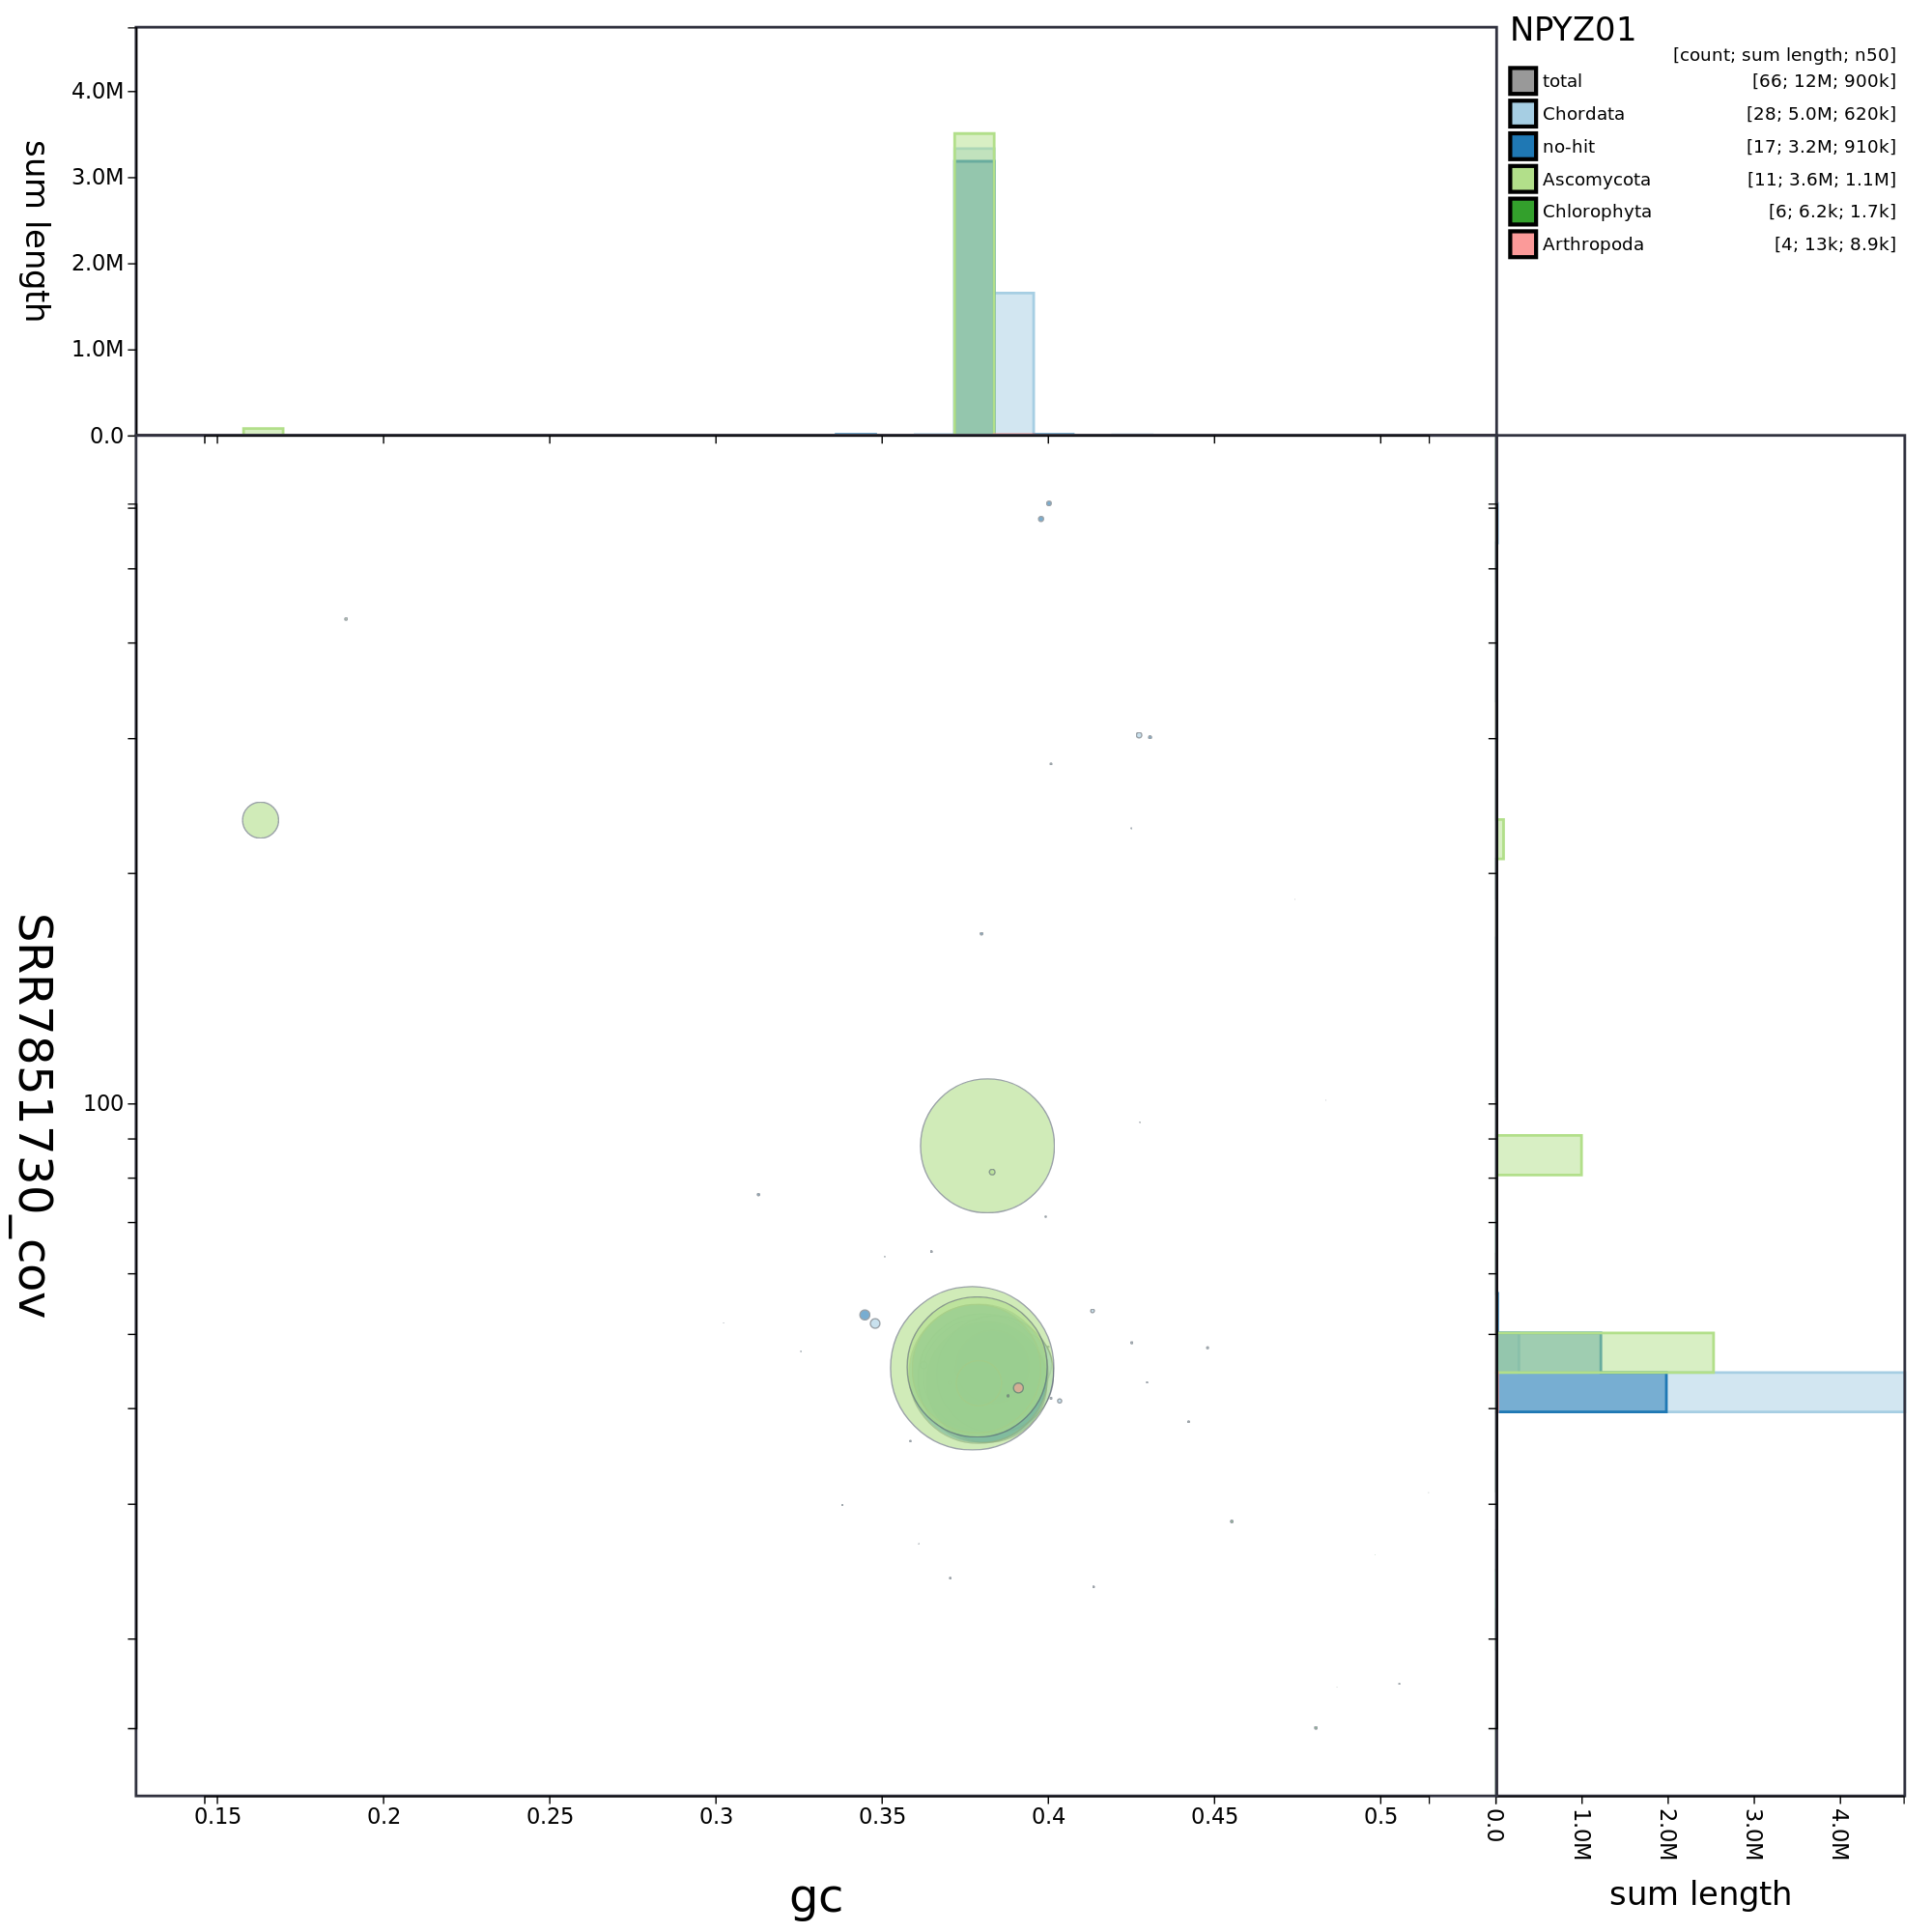 NPYZ01
[count; sum length; n50]
total [66; 12M; 900k]
Chordata [28; 5.0M; 620k]
no-hit [17; 3.2M; 910k]
Ascomycota [11; 3.6M; 1.1M]
Chlorophyta [6; 6.2k; 1.7k]
Arthropoda [4; 13k; 8.9k]
sum length
4.0M
3.0M
2.0M
1.0M
0.0
SRR7851730_cov
100
0.15 0.2 0.25 0.3 0.35 0.4 0.45 0.5
gc
0.0 1.0M 2.0M 3.0M 4.0M
sum length